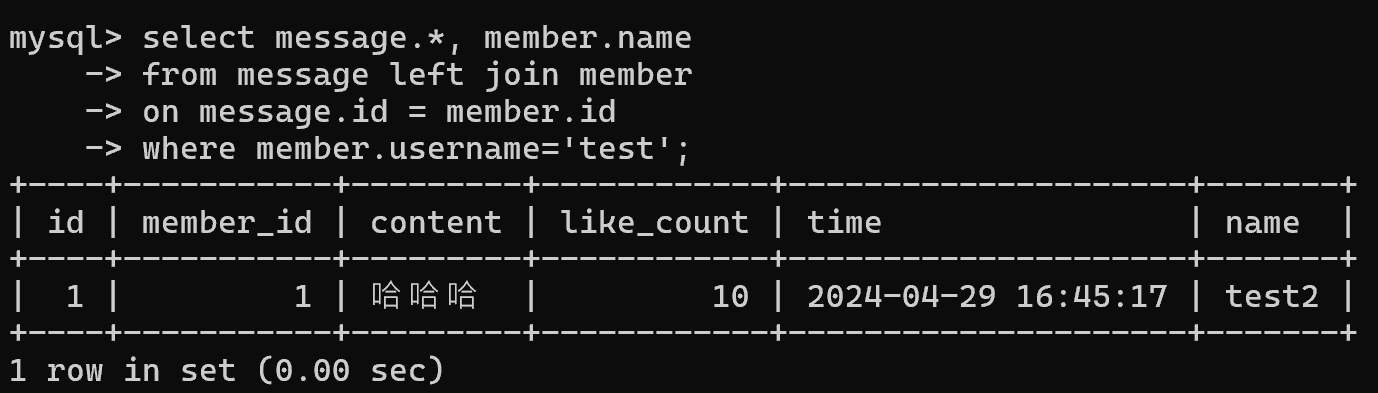 mysql> select message.*, member.name
    -> from message left join member
    -> on message.id = member.id
    -> where member.username='test';
+----+-----------+---------+------------+---------------------+-------+
| id | member_id | content | like_count | time                | name  |
+----+-----------+---------+------------+---------------------+-------+
|  1 |         1 | 哈哈哈  |         10 | 2024-04-29 16:45:17 | test2 |
+----+-----------+---------+------------+---------------------+-------+
1 row in set (0.00 sec)